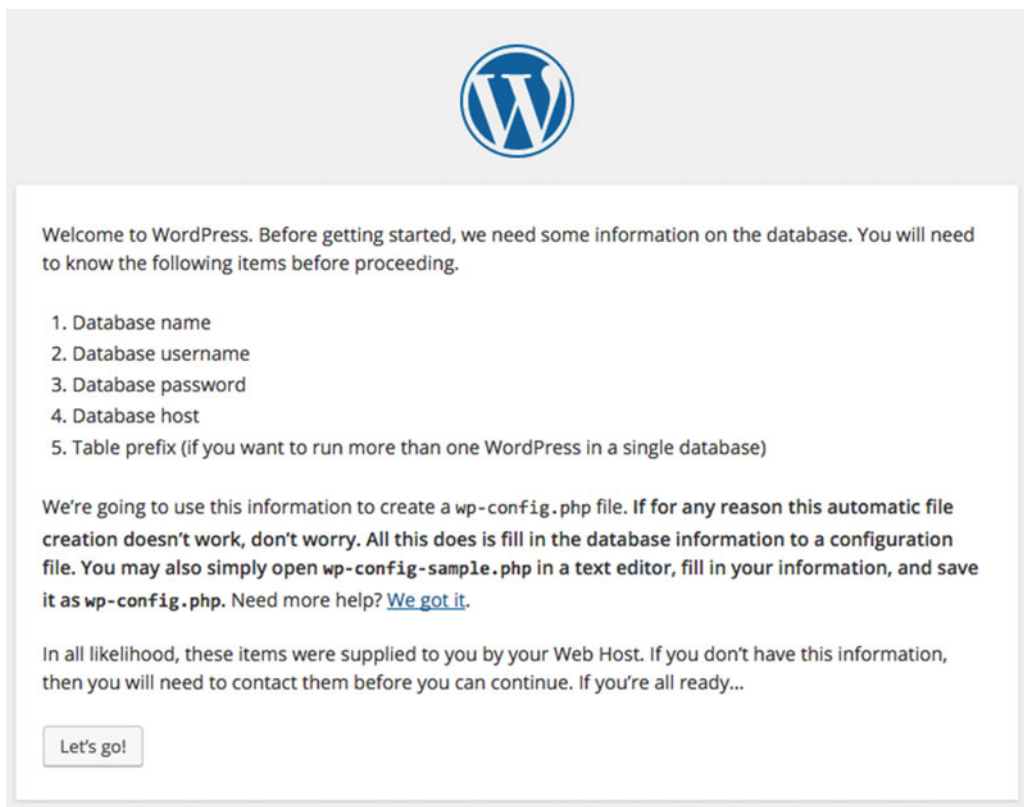 Welcome to WordPress. Before getting started, we need some information on the database. You will need
to know the following items before proceeding.
1. Database name
2. Database username
3. Database password
4. Database host
5. Table prefix (if you want to run more than one WordPress in a single database)
We’re going to use this information to create a wp-config.php file. If for any reason this automatic file
creation doesn’t work, don’t worry. All this does is fill in the database information to a configuration
file. You may also simply open wp-config-sample.php in a text editor, fill in your information, and save
it as wp-config.php. Need more help? We got it.
In all likelihood, these items were supplied to you by your Web Host. If you don’t have this information,
then you will need to contact them before you can continue. If you’re all ready…
Let’s go!